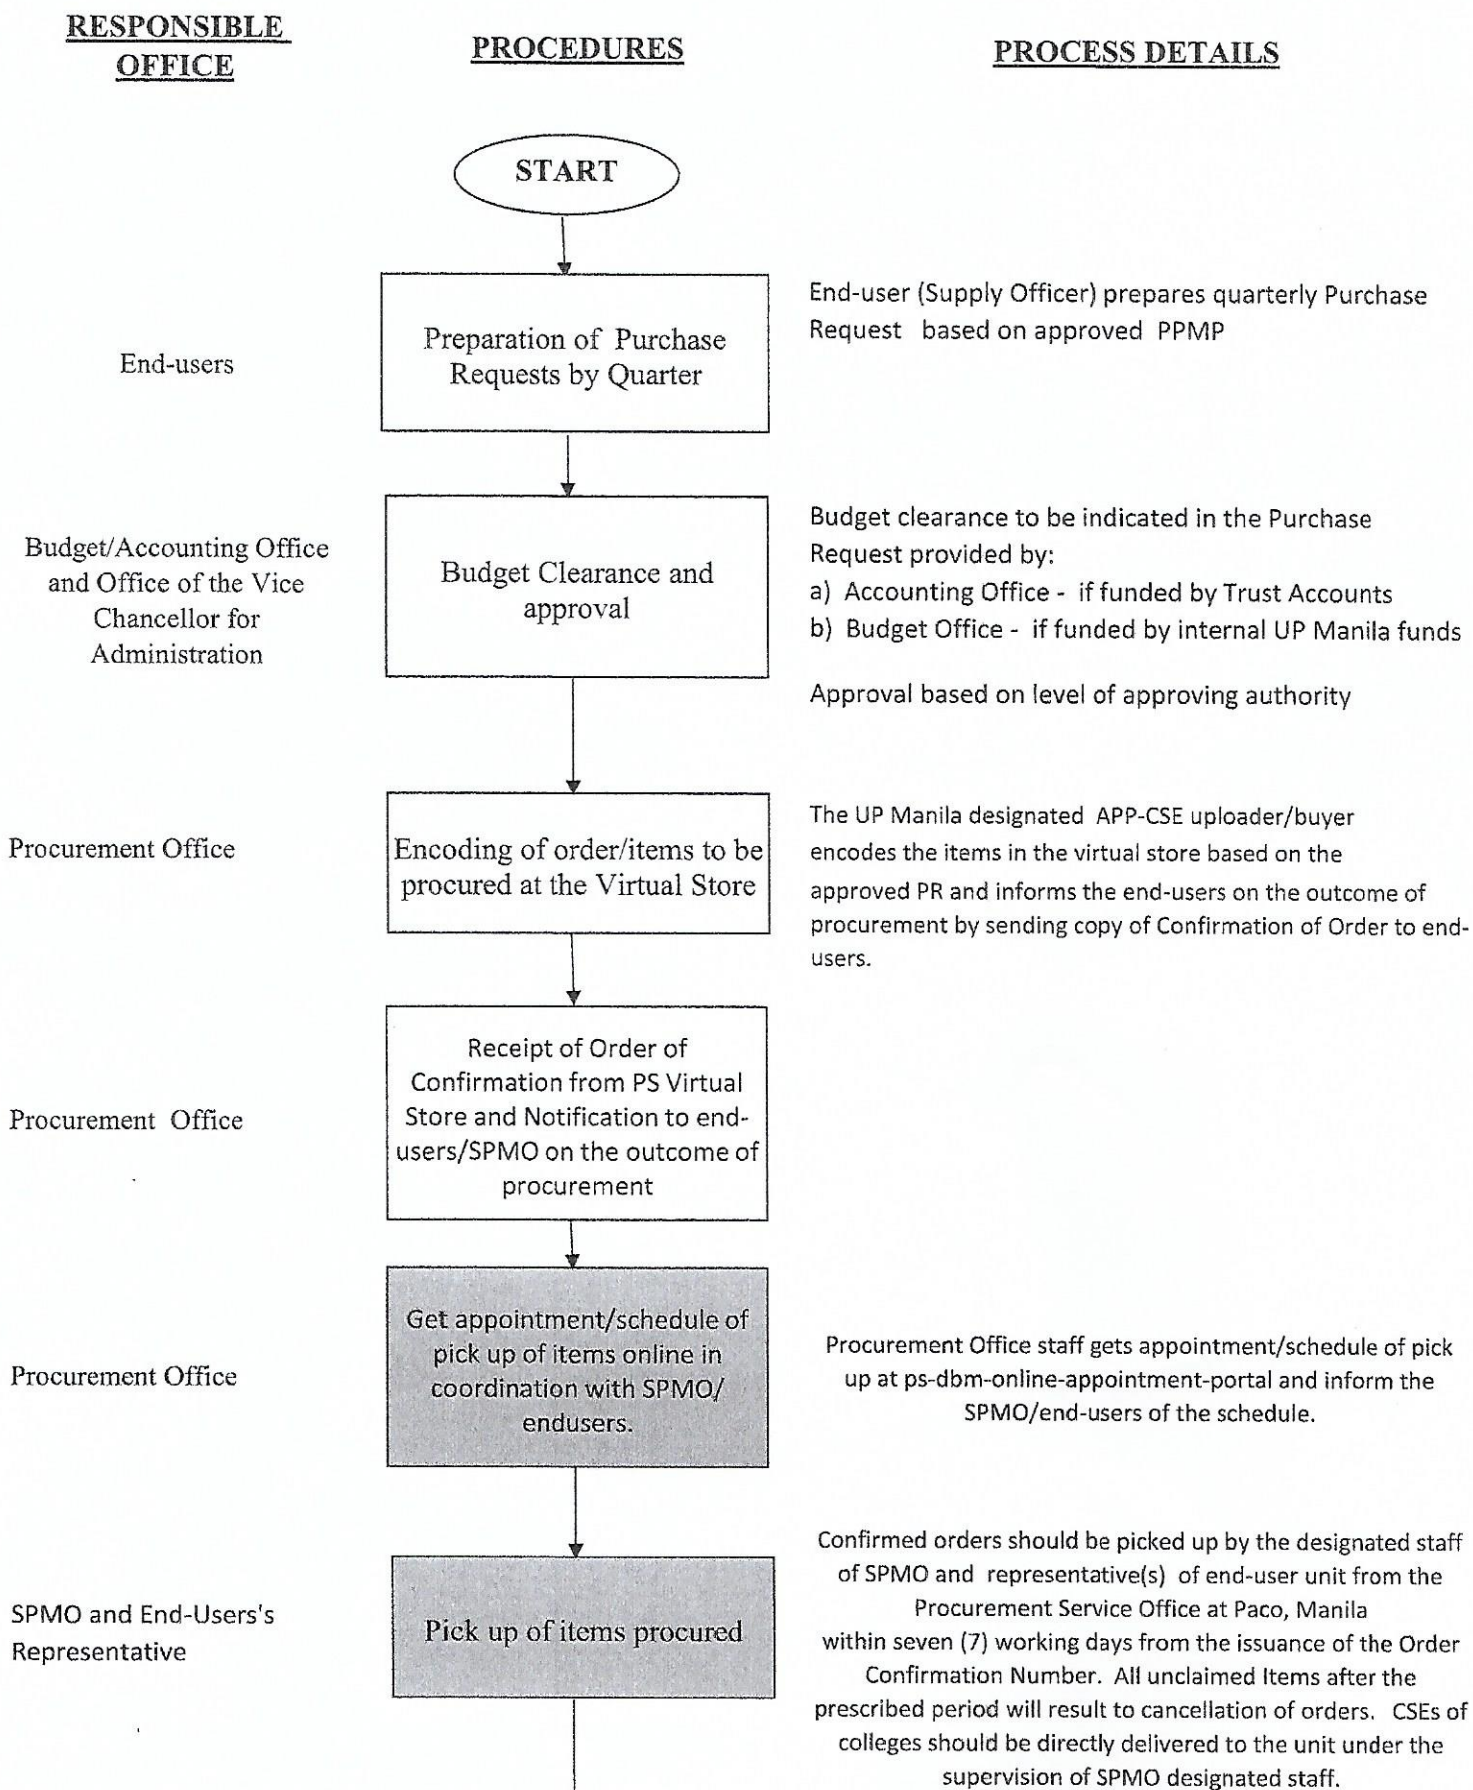 RESPONSIBLE
OFFICE
PROCEDURES
PROCESS DETAILS
START
End-users
Preparation of Purchase
Requests by Quarter
End-user (Supply Officer) prepares quarterly Purchase
Request based on approved PPMP
Budget/Accounting Office
and Office of the Vice
Chancellor for
Administration
Budget Clearance and
approval
Budget clearance to be indicated in the Purchase
Request provided by:
a) Accounting Office - if funded by Trust Accounts
b) Budget Office - if funded by internal UP Manila funds
Approval based on level of approving authority
Procurement Office
Encoding of order/items to be
procured at the Virtual Store
The UP Manila designated APP-CSE uploader/buyer
encodes the items in the virtual store based on the
approved PR and informs the end-users on the outcome of
procurement by sending copy of Confirmation of Order to end-
users.
Procurement Office
Receipt of Order of
Confirmation from PS Virtual
Store and Notification to end-
users/SPMO on the outcome of
procurement
Procurement Office
Get appointment/schedule of
pick up of items online in
coordination with SPMO/
endusers.
Procurement Office staff gets appointment/schedule of pick
up at ps-dbm-online-appointment-portal and inform the
SPMO/end-users of the schedule.
SPMO and End-Users's
Representative
Pick up of items procured
Confirmed orders should be picked up by the designated staff
of SPMO and representative(s) of end-user unit from the
Procurement Service Office at Paco, Manila
within seven (7) working days from the issuance of the Order
Confirmation Number. All unclaimed Items after the
prescribed period will result to cancellation of orders. CSEs of
colleges should be directly delivered to the unit under the
supervision of SPMO designated staff.